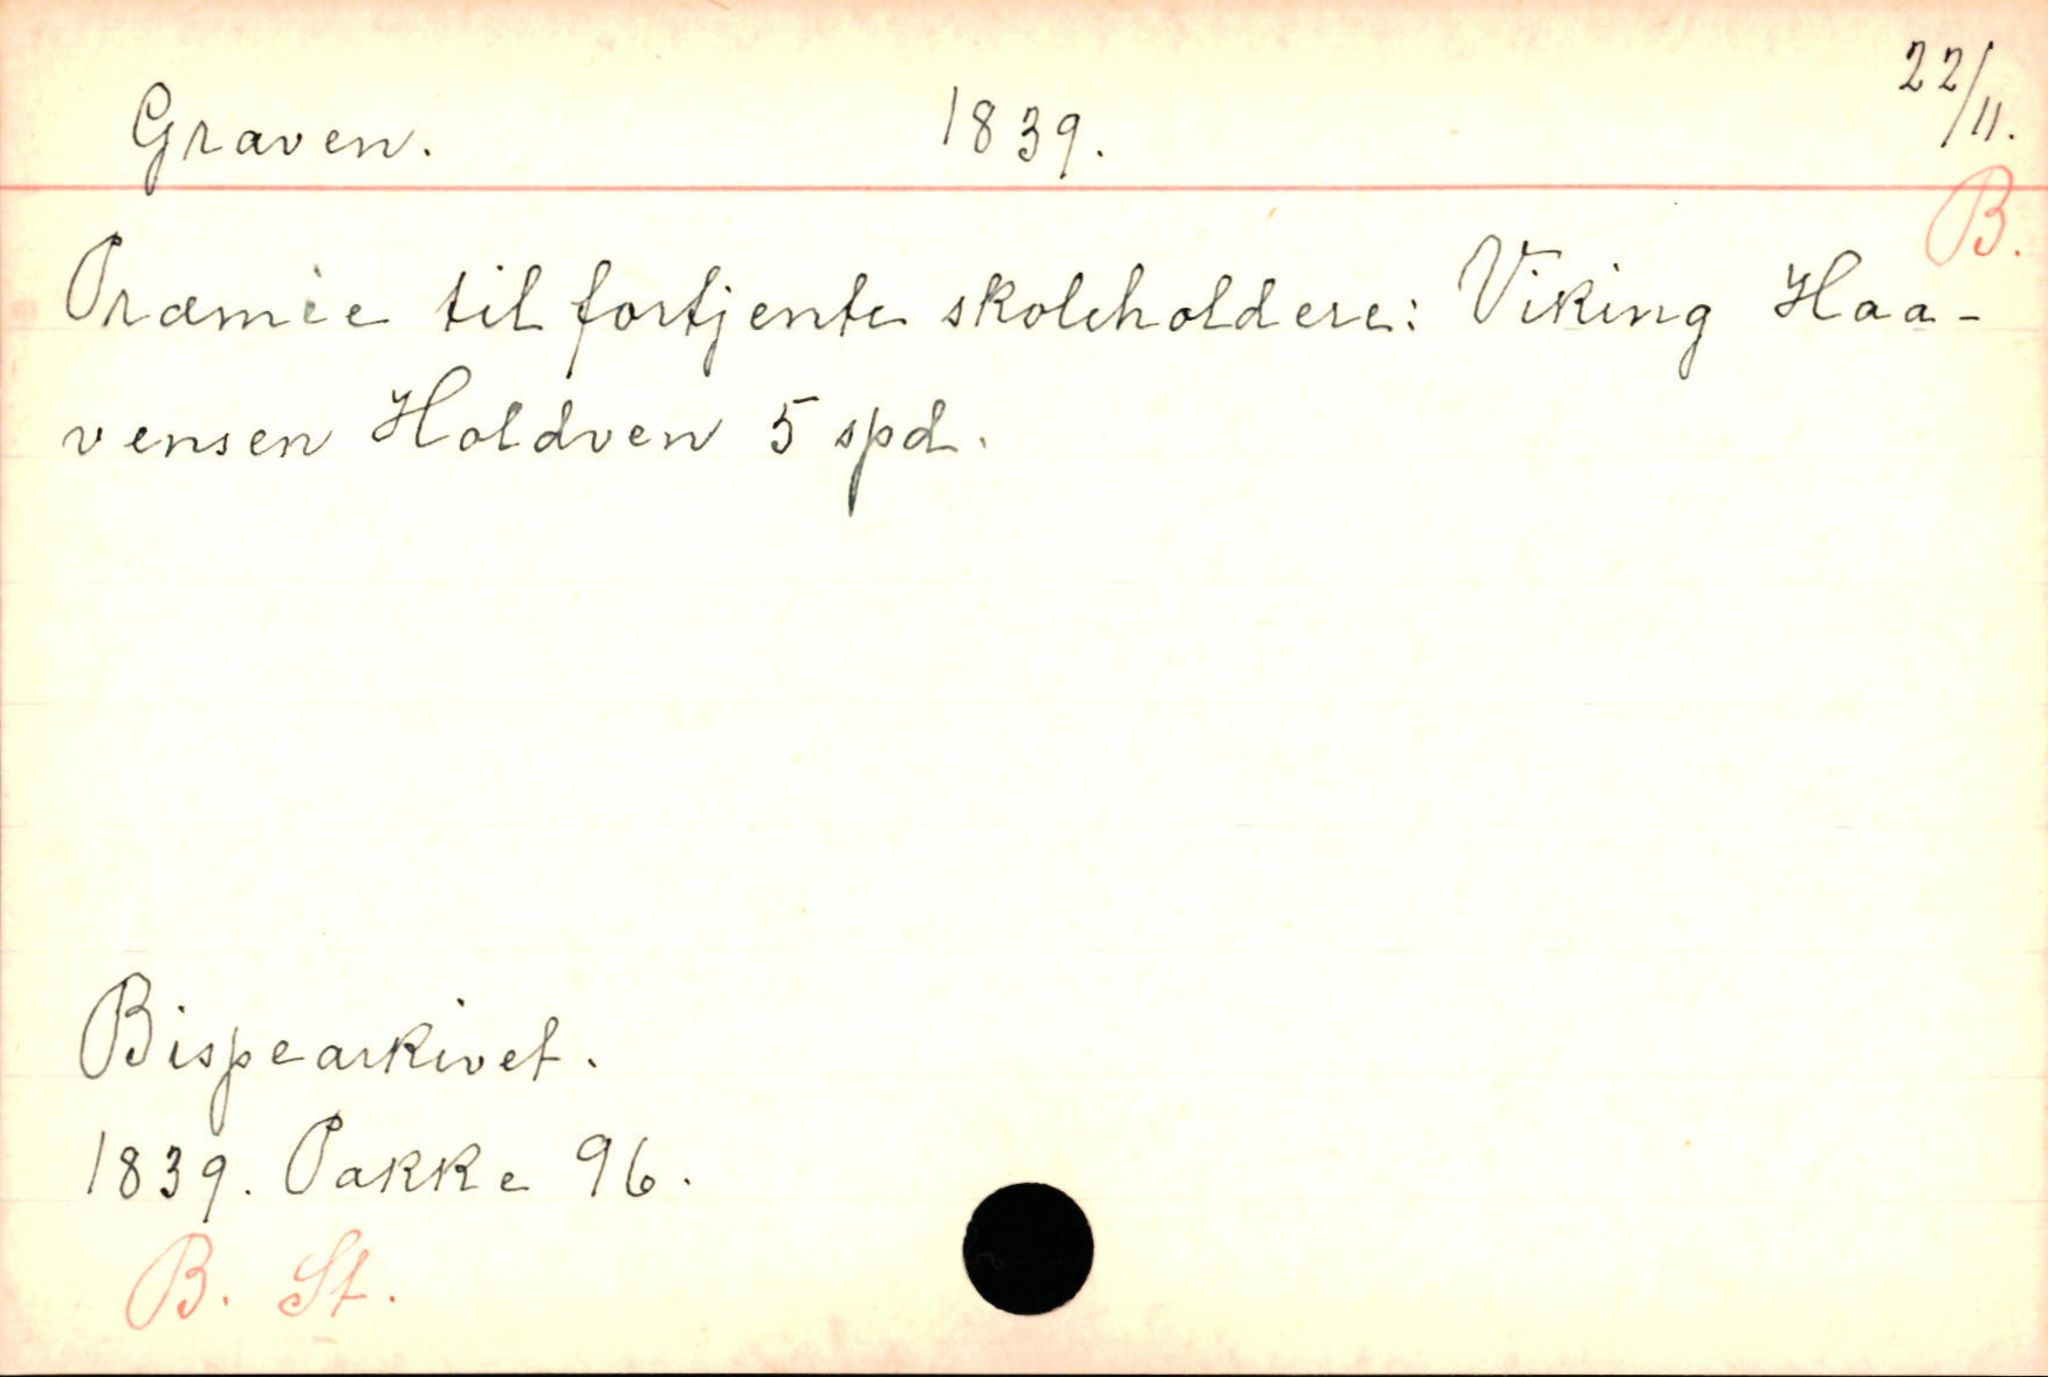 Graven. 1839. 22/11.
B.
Præmie til fortjente skoleholdere: Viking Haa-
vensen Holdven 5 spd.
Bispearkivet.
1839. Pakke 96.
B. St.